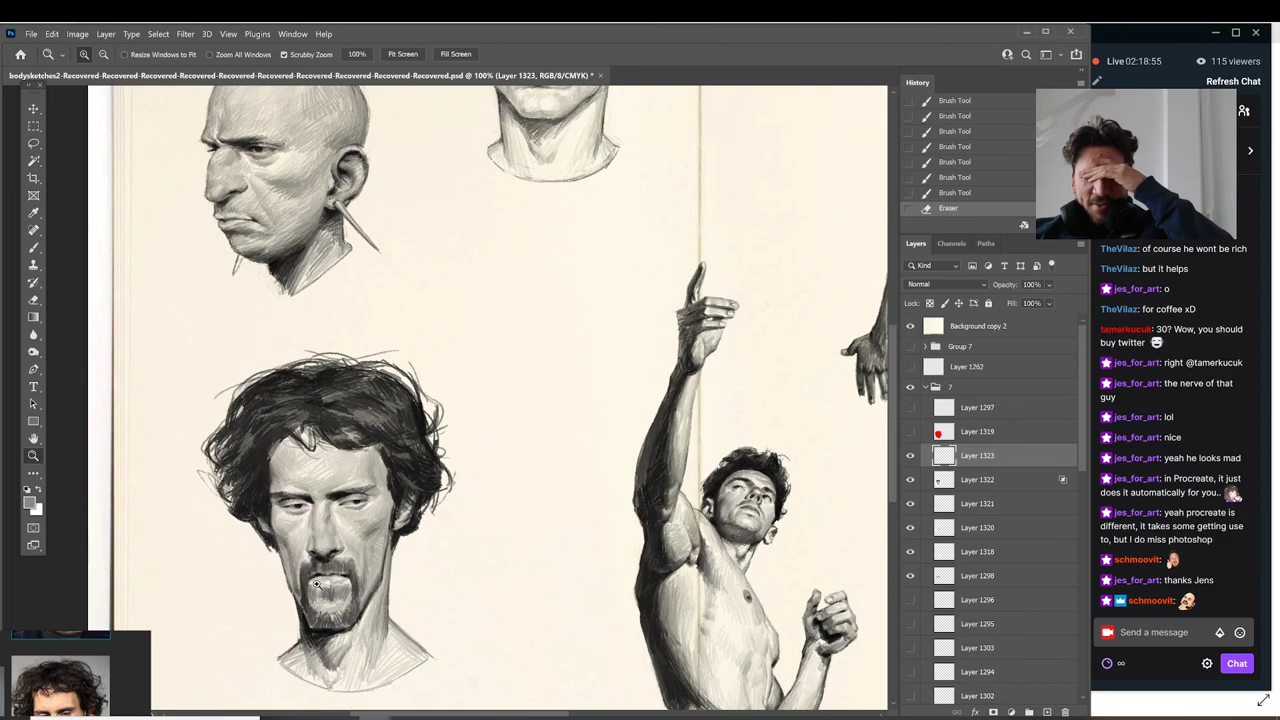 Ps File Edit Image Layer Type Select Filter 3D View Plugins Window Help
Resize Windows to Fit Zoom All Windows Scrubby Zoom 100% Fit Screen Fill Screen
bodysketches2-Recovered-Recovered-Recovered-Recovered-Recovered-Recovered-Recovered-Recovered-Recovered-Recovered.psd @ 100% (Layer 1323, RGB/8/CMYK) *
History
Brush Tool
Brush Tool
Brush Tool
Brush Tool
Brush Tool
Brush Tool
Brush Tool
Eraser
Layers Channels Paths
Kind
Normal Opacity: 100%
Lock: Fill: 100%
Background copy 2
Group 7
Layer 1262
7
Layer 1297
Layer 1319
Layer 1323
Layer 1322
Layer 1321
Layer 1320
Layer 1318
Layer 1298
Layer 1296
Layer 1295
Layer 1303
Layer 1294
Layer 1302
fx
Live 02:18:55 115 viewers
Refresh Chat
TheVilaz: of course he wont be rich
TheVilaz: but it helps
jes_for_art: o
TheVilaz: for coffee xD
tamerkucuk: 30? Wow, you should
buy twitter
jes_for_art: right @tamerkucuk
jes_for_art: the nerve of that
guy
jes_for_art: lol
jes_for_art: nice
jes_for_art: yeah he looks mad
jes_for_art: in Procreate, it just
does it automatically for you..
jes_for_art: yeah procreate is
different, it takes some getting use
to, but I do miss photoshop
schmoovit:
jes_for_art: thanks Jens
schmoovit:
Send a message
∞ Chat